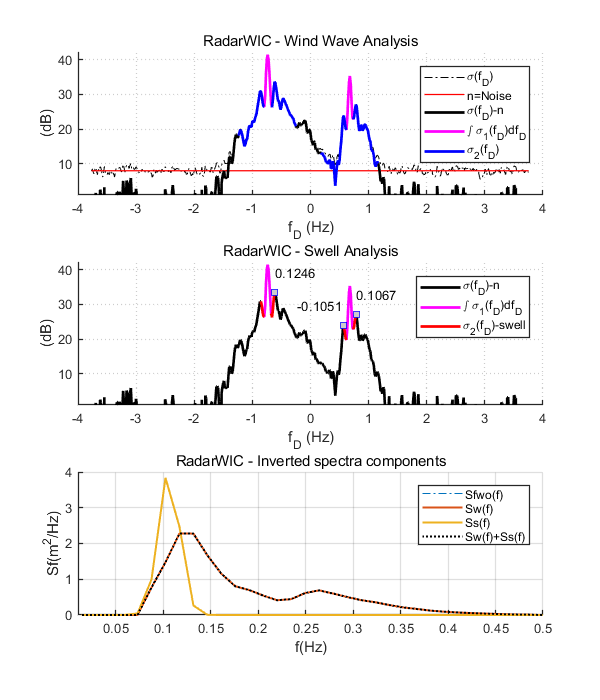 RadarWIC - Wind Wave Analysis
40
30
20
10
(dB)
σ(f_D)
n=Noise
σ(f_D)-n
∫ σ_1(f_D)df_D
σ_2(f_D)
-4 -3 -2 -1 0 1 2 3 4
f_D (Hz)
RadarWIC - Swell Analysis
40
30
20
10
(dB)
0.1246
-0.1051
0.1067
σ(f_D)-n
∫ σ_1(f_D)df_D
σ_2(f_D)-swell
-4 -3 -2 -1 0 1 2 3 4
f_D (Hz)
RadarWIC - Inverted spectra components
4
3
2
1
0
Sf(m²/Hz)
Sfwo(f)
Sw(f)
Ss(f)
Sw(f)+Ss(f)
0.05 0.1 0.15 0.2 0.25 0.3 0.35 0.4 0.45 0.5
f(Hz)